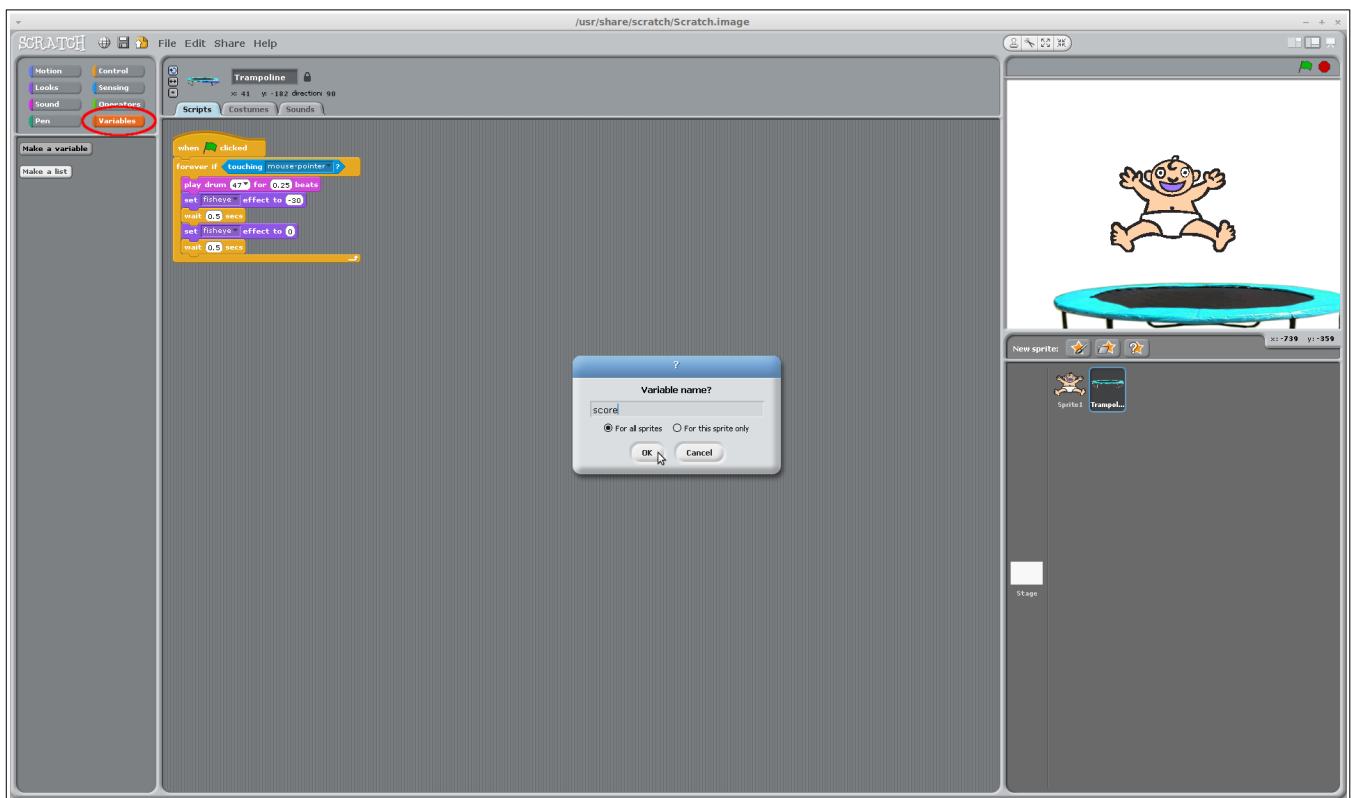 /usr/share/scratch/Scratch.image
SCRATCH File Edit Share Help
Motion Control
Looks Sensing
Sound Operators
Pen Variables
Make a variable
Make a list
Trampoline
x: 41 y: -182 direction: 90
Scripts Costumes Sounds
when clicked
forever if touching mouse-pointer ?
play drum 47 for 0.25 beats
set fisheye effect to -30
wait 0.5 secs
set fisheye effect to 0
wait 0.5 secs
?
Variable name?
score
For all sprites For this sprite only
OK Cancel
New sprite:
x: -739 y: -359
Sprite1 Trampol...
Stage